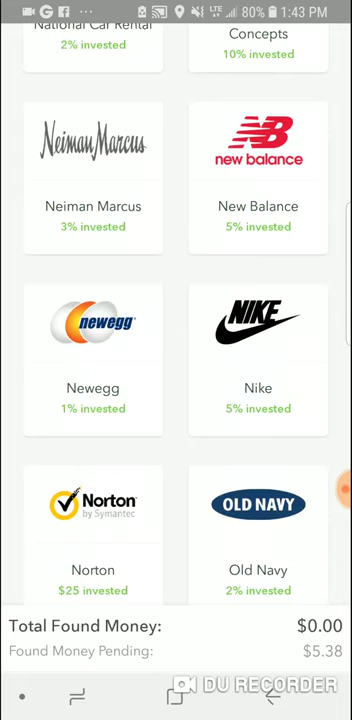 LTE 80% 1:43 PM
National Car Rental
2% invested
Concepts
10% invested
Neiman Marcus
Neiman Marcus
3% invested
new balance
New Balance
5% invested
newegg
Newegg
1% invested
NIKE
Nike
5% invested
Norton
by Symantec
Norton
$25 invested
OLD NAVY
Old Navy
2% invested
Total Found Money: $0.00
Found Money Pending: $5.38
DU RECORDER